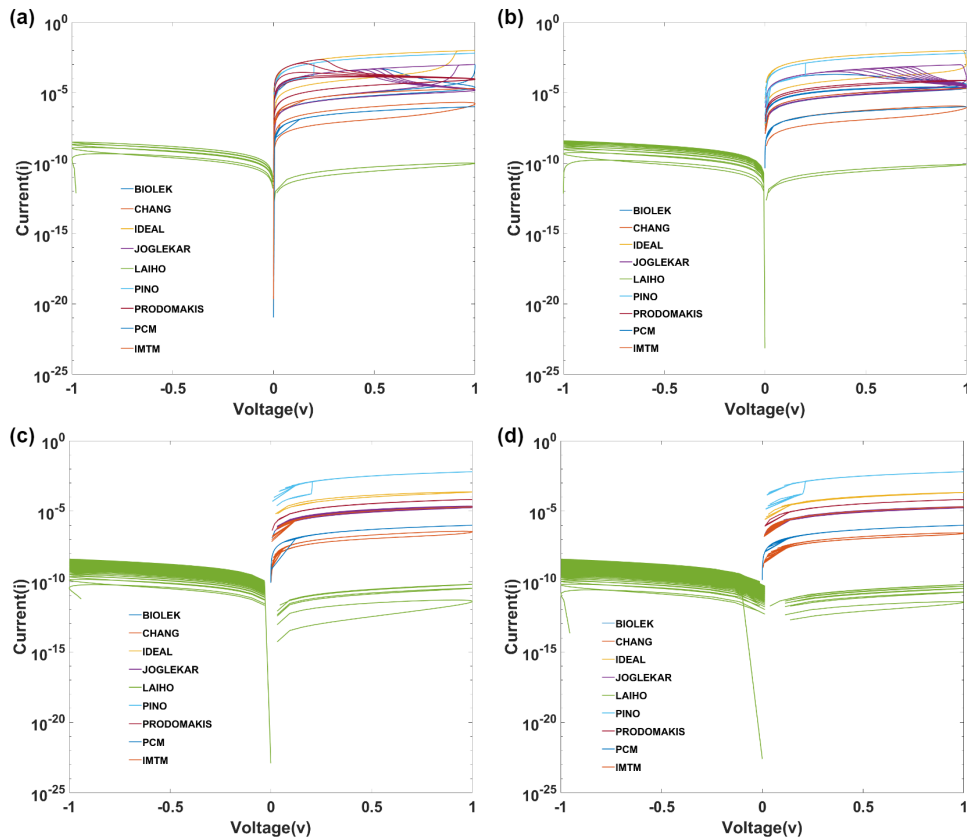 (a)
10^0
10^-5
10^-10
10^-15
10^-20
10^-25
Current(i)
BIOLEK
CHANG
IDEAL
JOGLEKAR
LAIHO
PINO
PRODOMAKIS
PCM
IMTM
-1 -0.5 0 0.5 1
Voltage(v)
(b)
10^0
10^-5
10^-10
10^-15
10^-20
10^-25
Current(i)
BIOLEK
CHANG
IDEAL
JOGLEKAR
LAIHO
PINO
PRODOMAKIS
PCM
IMTM
-1 -0.5 0 0.5 1
Voltage(v)
(c)
10^0
10^-5
10^-10
10^-15
10^-20
10^-25
Current(i)
BIOLEK
CHANG
IDEAL
JOGLEKAR
LAIHO
PINO
PRODOMAKIS
PCM
IMTM
-1 -0.5 0 0.5 1
Voltage(v)
(d)
10^0
10^-5
10^-10
10^-15
10^-20
10^-25
Current(i)
BIOLEK
CHANG
IDEAL
JOGLEKAR
LAIHO
PINO
PRODOMAKIS
PCM
IMTM
-1 -0.5 0 0.5 1
Voltage(v)